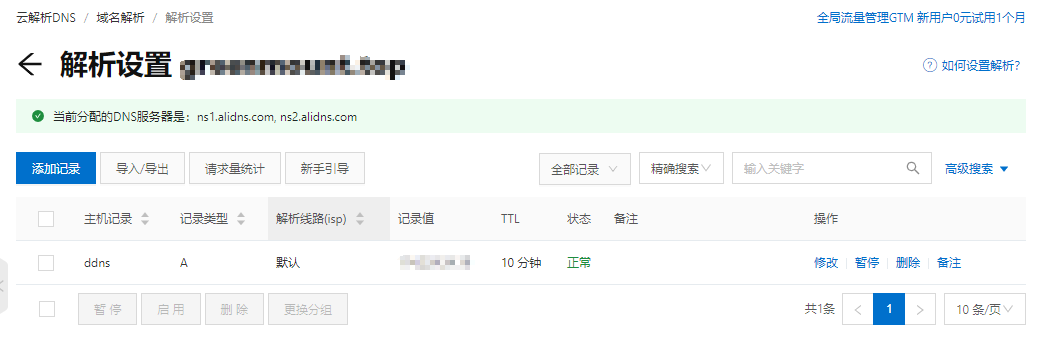 云解析DNS / 域名解析 / 解析设置
全局流量管理GTM 新用户0元试用1个月
解析设置
如何设置解析?
当前分配的DNS服务器是：ns1.alidns.com, ns2.alidns.com
添加记录 导入/导出 请求量统计 新手引导 全部记录 精确搜索 输入关键字 高级搜索
主机记录 记录类型 解析线路(isp) 记录值 TTL 状态 备注 操作
ddns A 默认 10 分钟 正常 修改 暂停 删除 备注
暂停 启用 删除 更换分组 共1条 1 10 条/页